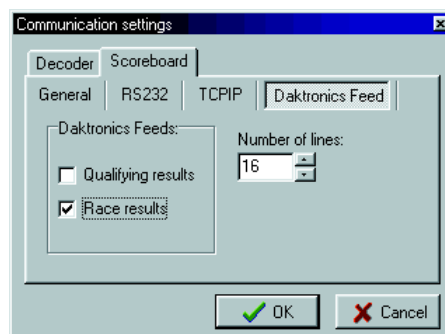 Communication settings
Decoder Scoreboard
General RS232 TCPIP Daktronics Feed
Daktronics Feeds:
Qualifying results
Race results
Number of lines:
16
OK Cancel